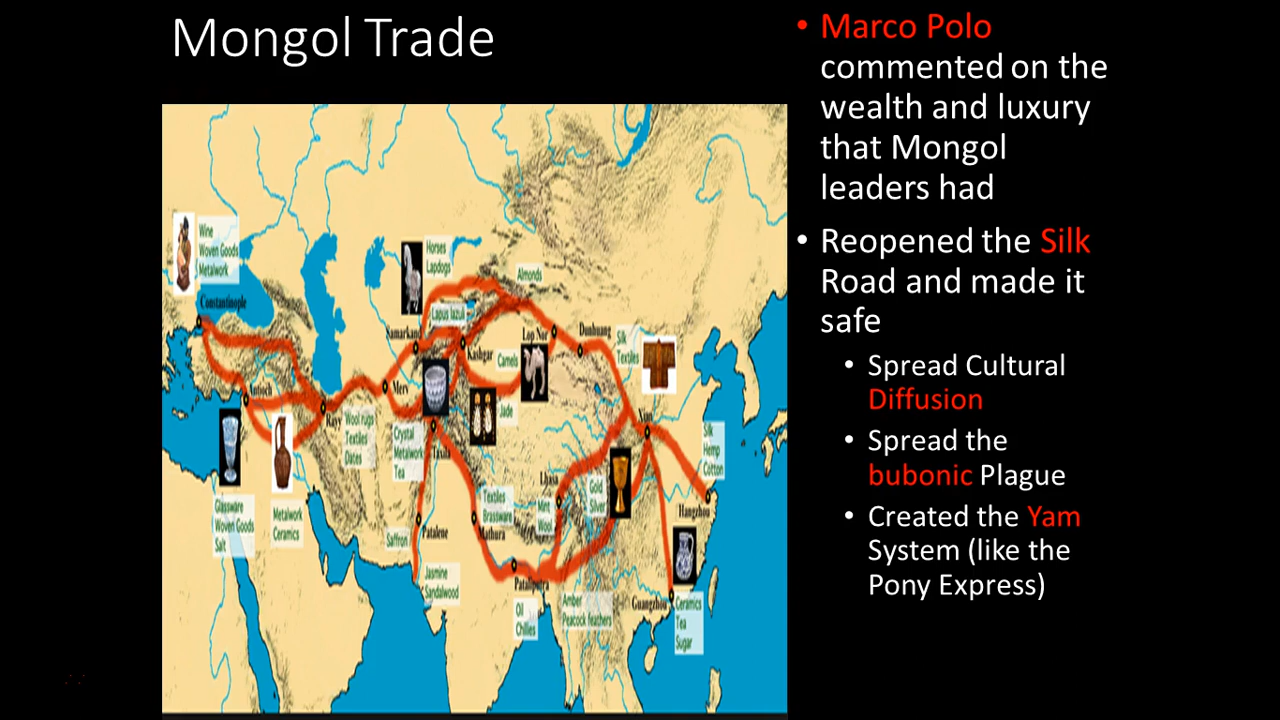 Mongol Trade
• Marco Polo
commented on the
wealth and luxury
that Mongol
leaders had
• Reopened the Silk
Road and made it
safe
• Spread Cultural
Diffusion
• Spread the
bubonic Plague
• Created the Yam
System (like the
Pony Express)
Wine
Woven Goods
Metalwork
Constantinople
Horses
Lapdogs
Almonds
Lapus lazuli
Samarkand
Kashgar
Lop Nor
Dunhuang
Silk
Textiles
Camels
Antioch
Merv
Rayy
Wool rugs
Textiles
Dates
Crystal
Metalwork
Tea
Jade
Taxila
Xian
Silk
Hemp
Cotton
Glassware
Woven Goods
Salt
Metalwork
Ceramics
Saffron
Patalene
Textiles
Brassware
Mathura
Lhasa
Mint
Wool
Gold
Silver
Hangzhou
Jasmine
Sandalwood
Pataliputra
Oil
Chillies
Amber
Peacock feathers
Guangzhou
Ceramics
Tea
Sugar